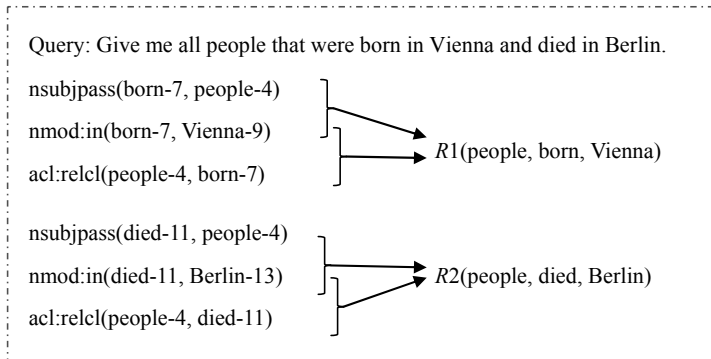 Query: Give me all people that were born in Vienna and died in Berlin.
nsubjpass(born-7, people-4)
nmod:in(born-7, Vienna-9)
R1(people, born, Vienna)
acl:relcl(people-4, born-7)
nsubjpass(died-11, people-4)
nmod:in(died-11, Berlin-13)
R2(people, died, Berlin)
acl:relcl(people-4, died-11)